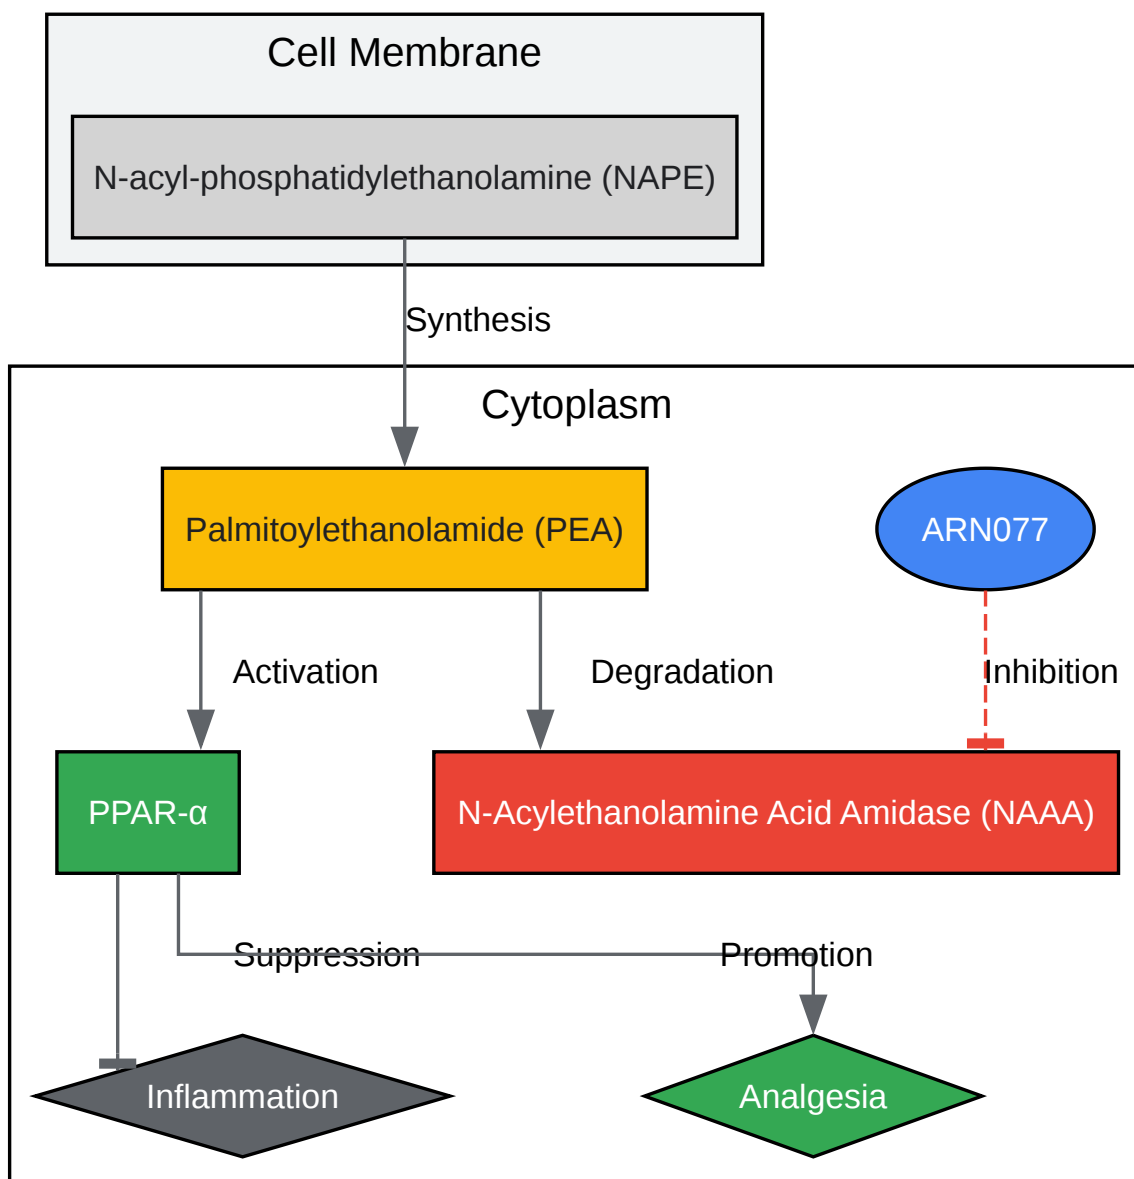 Cell Membrane
N-acyl-phosphatidylethanolamine (NAPE)
Synthesis
Cytoplasm
Palmitoylethanolamide (PEA)
ARN077
Activation
Degradation
Inhibition
PPAR-α
N-Acylethanolamine Acid Amidase (NAAA)
Suppression
Promotion
Inflammation
Analgesia